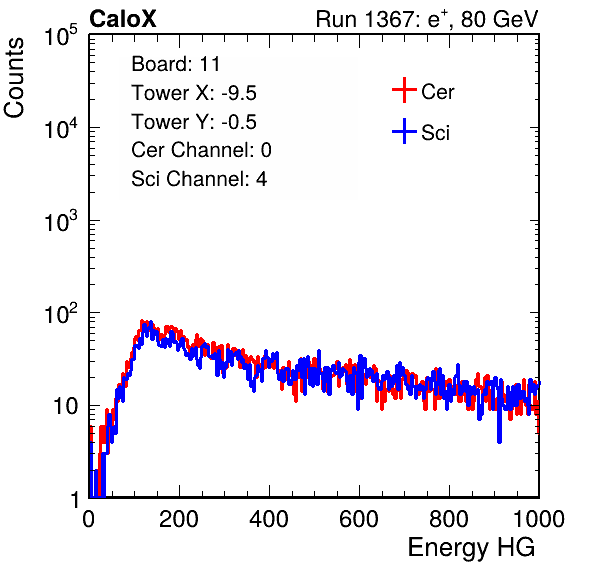 CaloX Run 1367: e⁺, 80 GeV
Counts
Board: 11
Tower X: -9.5
Tower Y: -0.5
Cer Channel: 0
Sci Channel: 4
Cer
Sci
10⁵
10⁴
10³
10²
10
1
0 200 400 600 800 1000
Energy HG